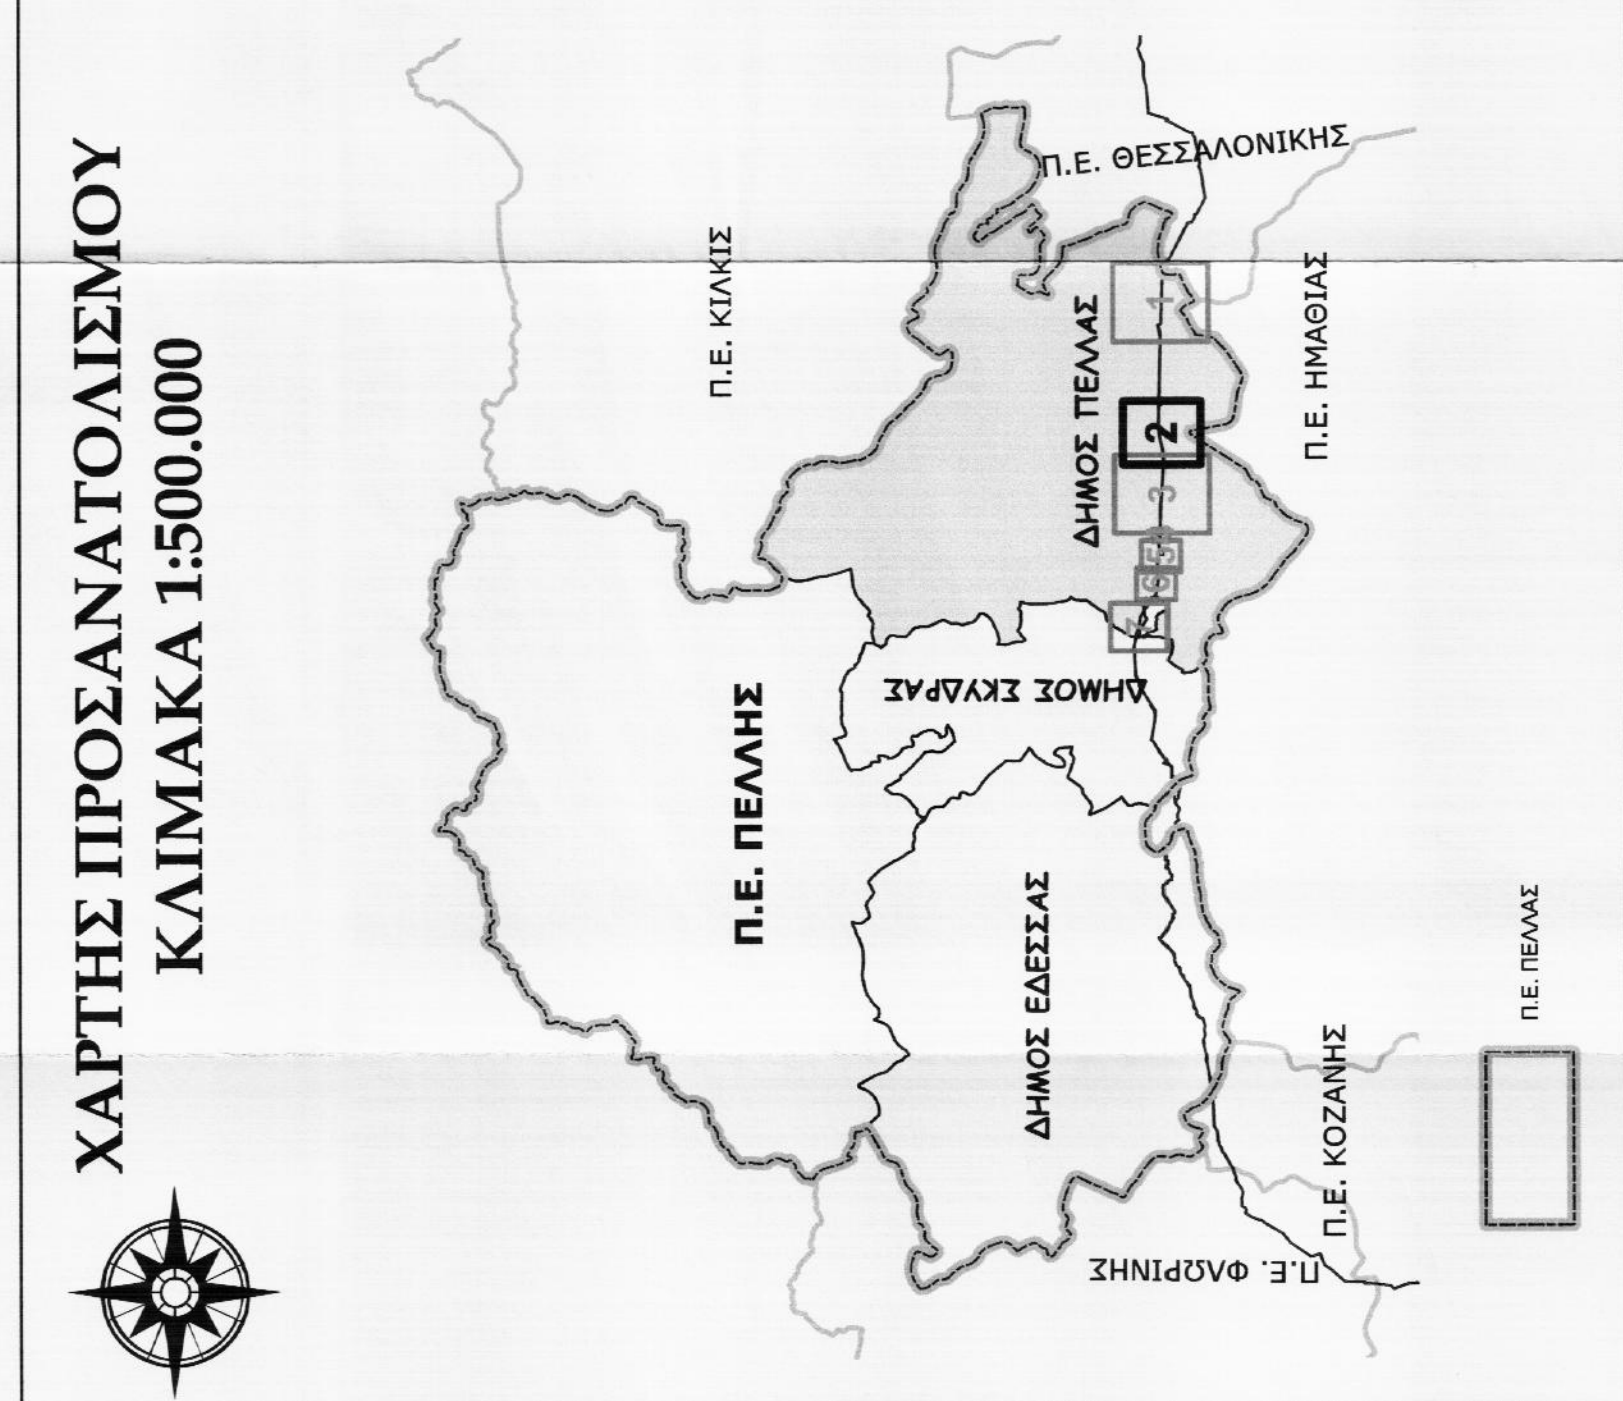 ΧΑΡΤΗΣ ΠΡΟΣΑΝΑΤΟΛΙΣΜΟΥ
ΚΛΙΜΑΚΑ 1:500.000
Π.Ε. ΚΙΛΚΙΣ
Π.Ε. ΠΕΛΛΗΣ
ΔΗΜΟΣ ΣΚΥΔΡΑΣ
ΔΗΜΟΣ ΕΔΕΣΣΑΣ
ΔΗΜΟΣ ΠΕΛΛΑΣ
Π.Ε. ΘΕΣΣΑΛΟΝΙΚΗΣ
7
6
5
3
2
1
Π.Ε. ΦΛΩΡΙΝΗΣ
Π.Ε. ΚΟΖΑΝΗΣ
Π.Ε. ΗΜΑΘΙΑΣ
Π.Ε. ΠΕΛΛΑΣ